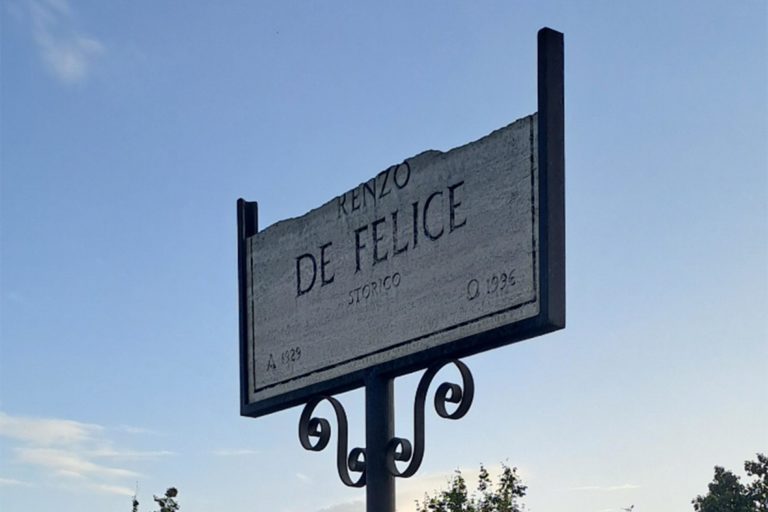 RENZO
DE FELICE
STORICO
Α 1929 Ω 1996